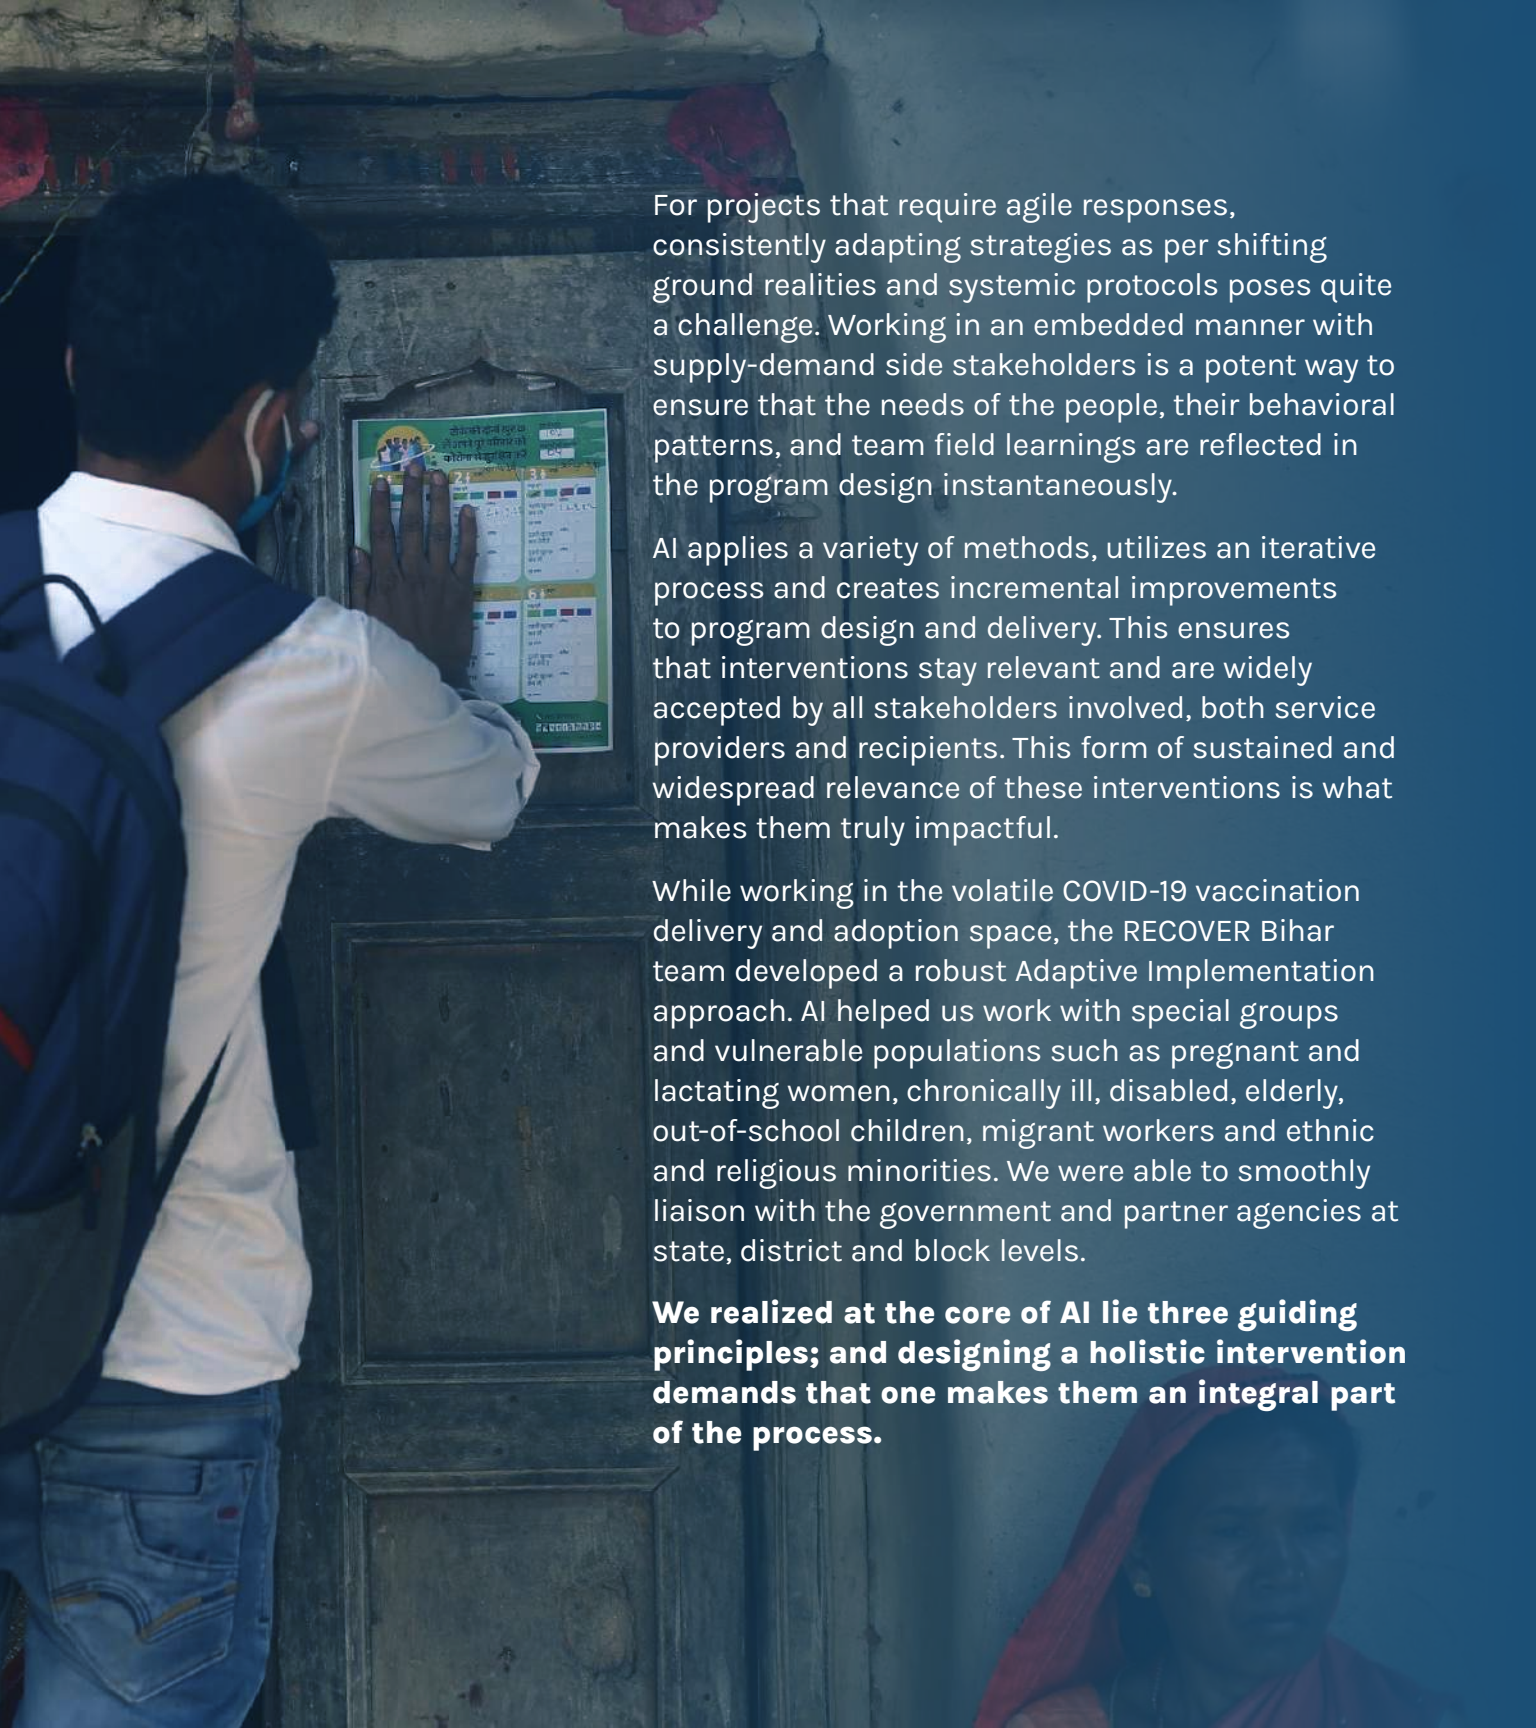 For projects that require agile responses,
consistently adapting strategies as per shifting
ground realities and systemic protocols poses quite
a challenge. Working in an embedded manner with
supply-demand side stakeholders is a potent way to
ensure that the needs of the people, their behavioral
patterns, and team field learnings are reflected in
the program design instantaneously.
AI applies a variety of methods, utilizes an iterative
process and creates incremental improvements
to program design and delivery. This ensures
that interventions stay relevant and are widely
accepted by all stakeholders involved, both service
providers and recipients. This form of sustained and
widespread relevance of these interventions is what
makes them truly impactful.
While working in the volatile COVID-19 vaccination
delivery and adoption space, the RECOVER Bihar
team developed a robust Adaptive Implementation
approach. AI helped us work with special groups
and vulnerable populations such as pregnant and
lactating women, chronically ill, disabled, elderly,
out-of-school children, migrant workers and ethnic
and religious minorities. We were able to smoothly
liaison with the government and partner agencies at
state, district and block levels.
We realized at the core of AI lie three guiding
principles; and designing a holistic intervention
demands that one makes them an integral part
of the process.